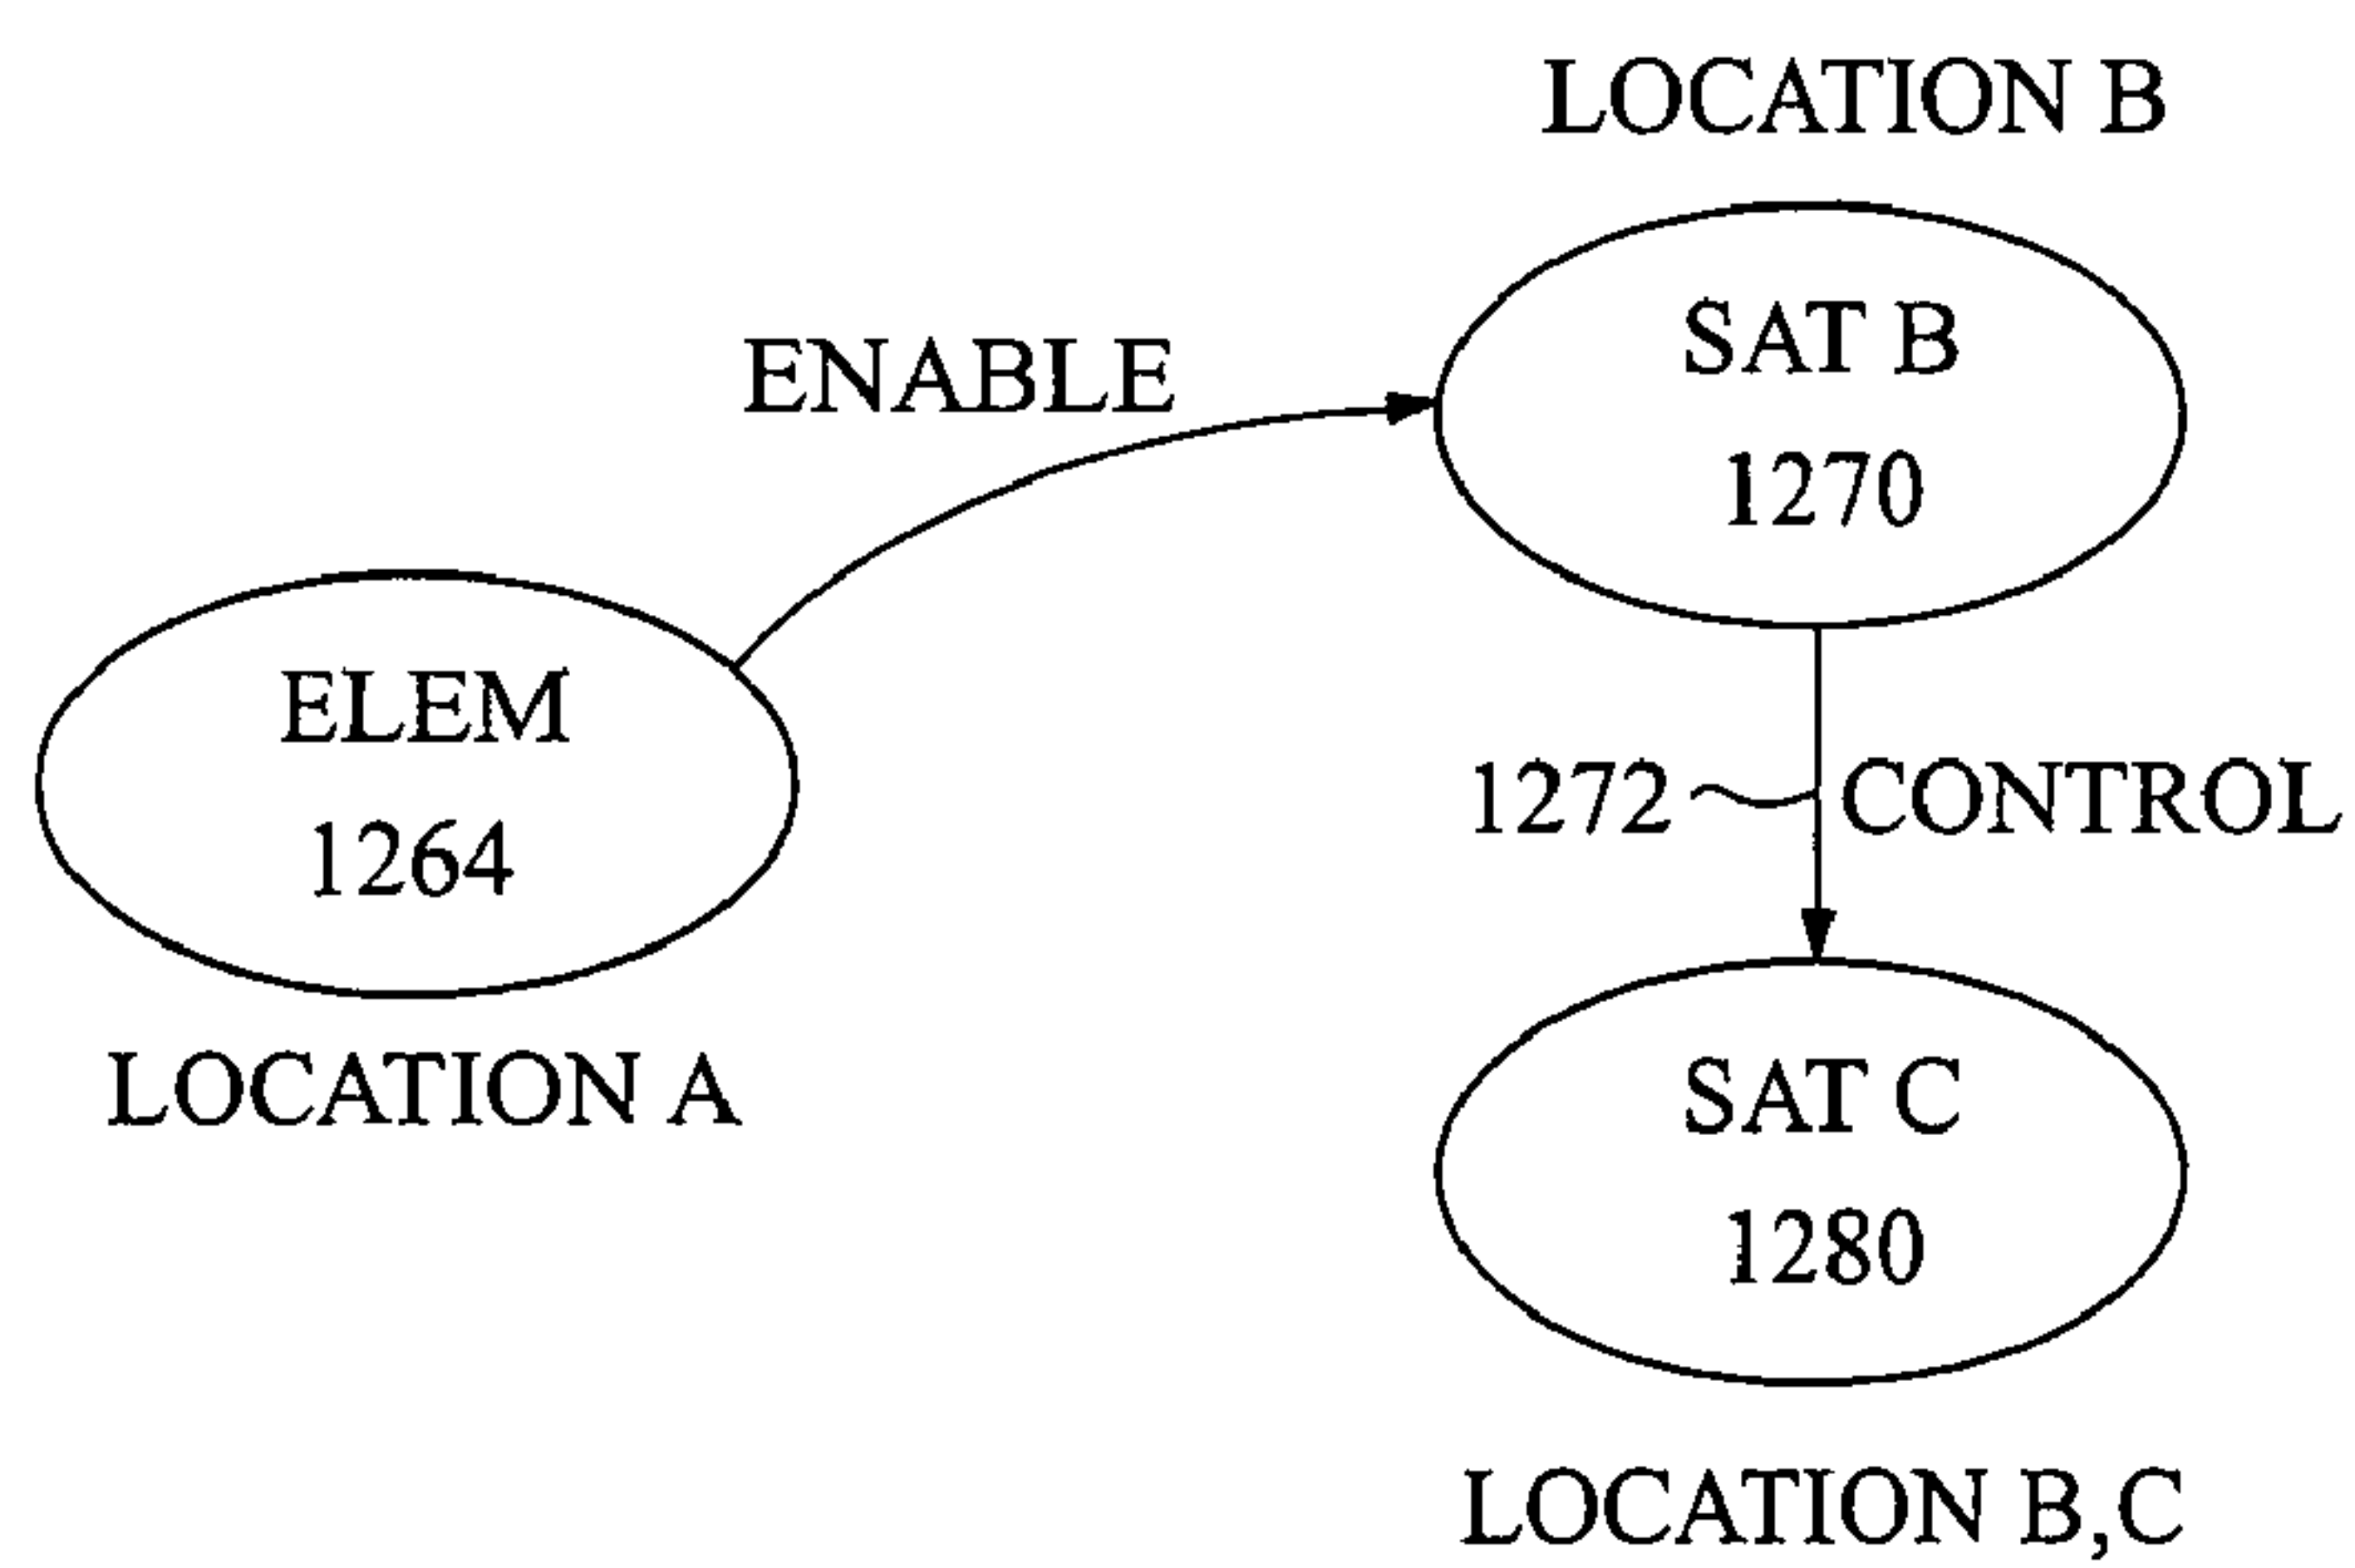 LOCATION B
SAT B
1270
ENABLE
ELEM
1264
LOCATION A
1272
CONTROL
SAT C
1280
LOCATION B,C